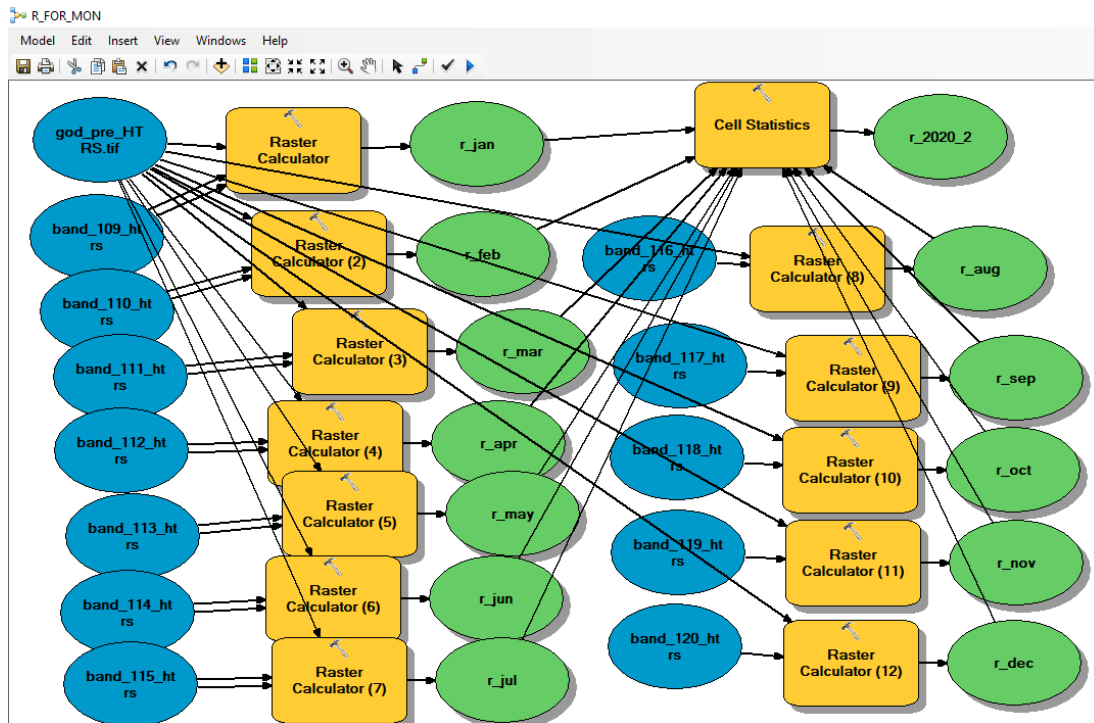 R_FOR_MON
Model Edit Insert View Windows Help
god_pre_HT
RS.tif
Raster
Calculator
r_jan
Cell Statistics
r_2020_2
band_109_ht
rs
Raster
Calculator (2)
r_feb
band_116_ht
rs
Raster
Calculator (8)
r_aug
band_110_ht
rs
Raster
Calculator (3)
r_mar
band_117_ht
rs
Raster
Calculator (9)
r_sep
band_111_ht
rs
Raster
Calculator (4)
r_apr
band_118_ht
rs
Raster
Calculator (10)
r_oct
band_112_ht
rs
Raster
Calculator (5)
r_may
band_113_ht
rs
band_119_ht
rs
Raster
Calculator (11)
r_nov
Raster
Calculator (6)
r_jun
band_114_ht
rs
band_120_ht
rs
Raster
Calculator (12)
r_dec
band_115_ht
rs
Raster
Calculator (7)
r_jul